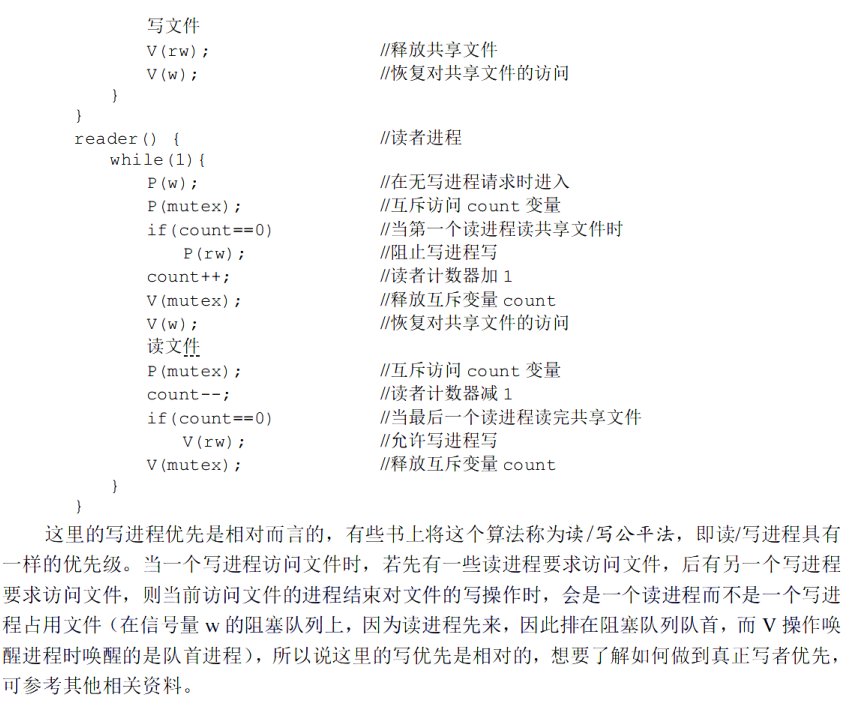 写文件
V(rw); //释放共享文件
V(w); //恢复对共享文件的访问
}
}
reader() { //读者进程
while(1){
P(w); //在无写进程请求时进入
P(mutex); //互斥访问 count 变量
if(count==0) //当第一个读进程读共享文件时
P(rw); //阻止写进程写
count++; //读者计数器加 1
V(mutex); //释放互斥变量 count
V(w); //恢复对共享文件的访问
读文件
P(mutex); //互斥访问 count 变量
count--; //读者计数器减 1
if(count==0) //当最后一个读进程读完共享文件
V(rw); //允许写进程写
V(mutex); //释放互斥变量 count
}
}
这里的写进程优先是相对而言的，有些书上将这个算法称为读/写公平法，即读/写进程具有
一样的优先级。当一个写进程访问文件时，若先有一些读进程要求访问文件，后有另一个写进程
要求访问文件，则当前访问文件的进程结束对文件的写操作时，会是一个读进程而不是一个写进
程占用文件（在信号量 w 的阻塞队列上，因为读进程先来，因此排在阻塞队列队首，而 V 操作唤
醒进程时唤醒的是队首进程），所以说这里的写优先是相对的，想要了解如何做到真正写者优先，
可参考其他相关资料。